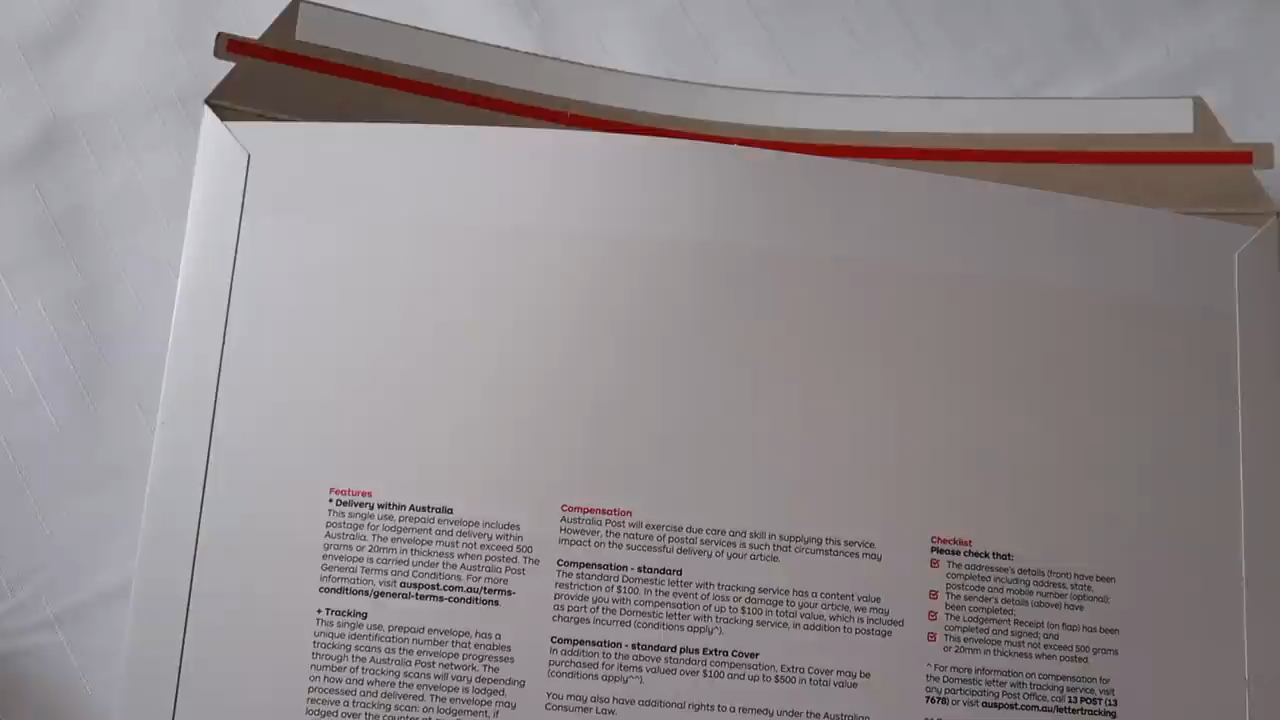 Features
* Delivery within Australia
This single use, prepaid envelope includes
postage for lodgement and delivery within
Australia. The envelope must not exceed 500
grams or 20mm in thickness when posted. The
envelope is carried under the Australia Post
General Terms and Conditions. For more
information, visit auspost.com.au/terms-
conditions/general-terms-conditions.
+ Tracking
This single use, prepaid envelope, has a
unique identification number that enables
tracking scans as the envelope progresses
through the Australia Post network. The
number of tracking scans will vary depending
on how and where the envelope is lodged,
processed and delivered. The envelope may
receive a tracking scan: on lodgement, if
lodged over the counter at
Compensation
Australia Post will exercise due care and skill in supplying this service.
However, the nature of postal services is such that circumstances may
impact on the successful delivery of your article.
Compensation - standard
The standard Domestic letter with tracking service has a content value
restriction of $100. In the event of loss or damage to your article, we may
provide you with compensation of up to $100 in total value, which is included
as part of the Domestic letter with tracking service, in addition to postage
charges incurred (conditions apply^).
Compensation - standard plus Extra Cover
In addition to the above standard compensation, Extra Cover may be
purchased for items valued over $100 and up to $500 in total value
(conditions apply^^).
You may also have additional rights to a remedy under the Australian
Consumer Law.
Checklist
Please check that:
The addressee's details (front) have been
completed including address, state,
postcode and mobile number (optional);
The sender's details (above) have
been completed;
The Lodgement Receipt (on flap) has been
completed and signed; and
This envelope must not exceed 500 grams
or 20mm in thickness when posted.
^ For more information on compensation for
the Domestic letter with tracking service, visit
any participating Post Office, call 13 POST (13
7678) or visit auspost.com.au/lettertracking